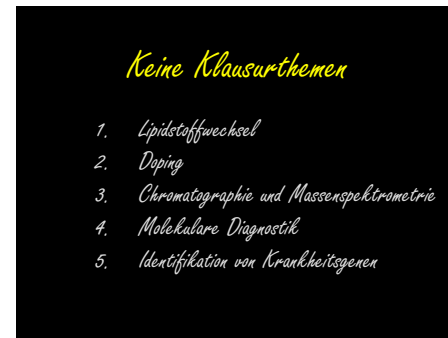 Keine Klausurthemen
1. Lipidstoffwechsel
2. Doping
3. Chromatographie und Massenspektrometrie
4. Molekulare Diagnostik
5. Identifikation von Krankheitsgenen